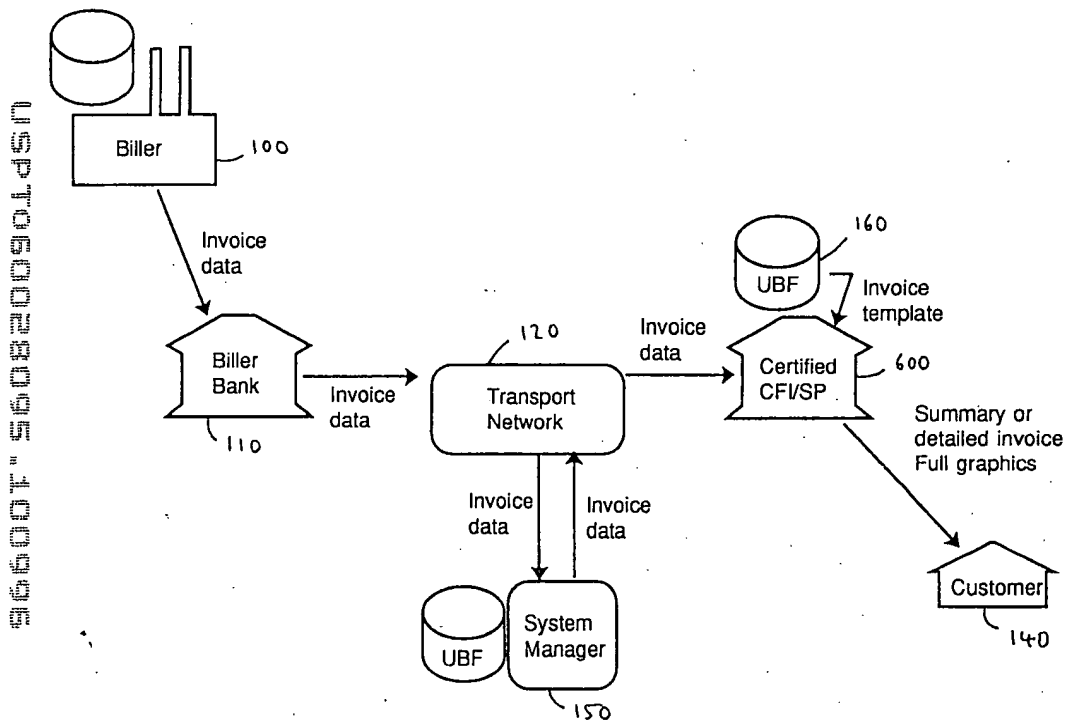 USPTO60028095.100996
Biller
100
Invoice
data
Biller
Bank
110
Invoice
data
120
Transport
Network
Invoice
data
Invoice
data
UBF
System
Manager
150
Invoice
data
160
UBF
Invoice
template
Certified
CFI/SP
600
Summary or
detailed invoice
Full graphics
Customer
140